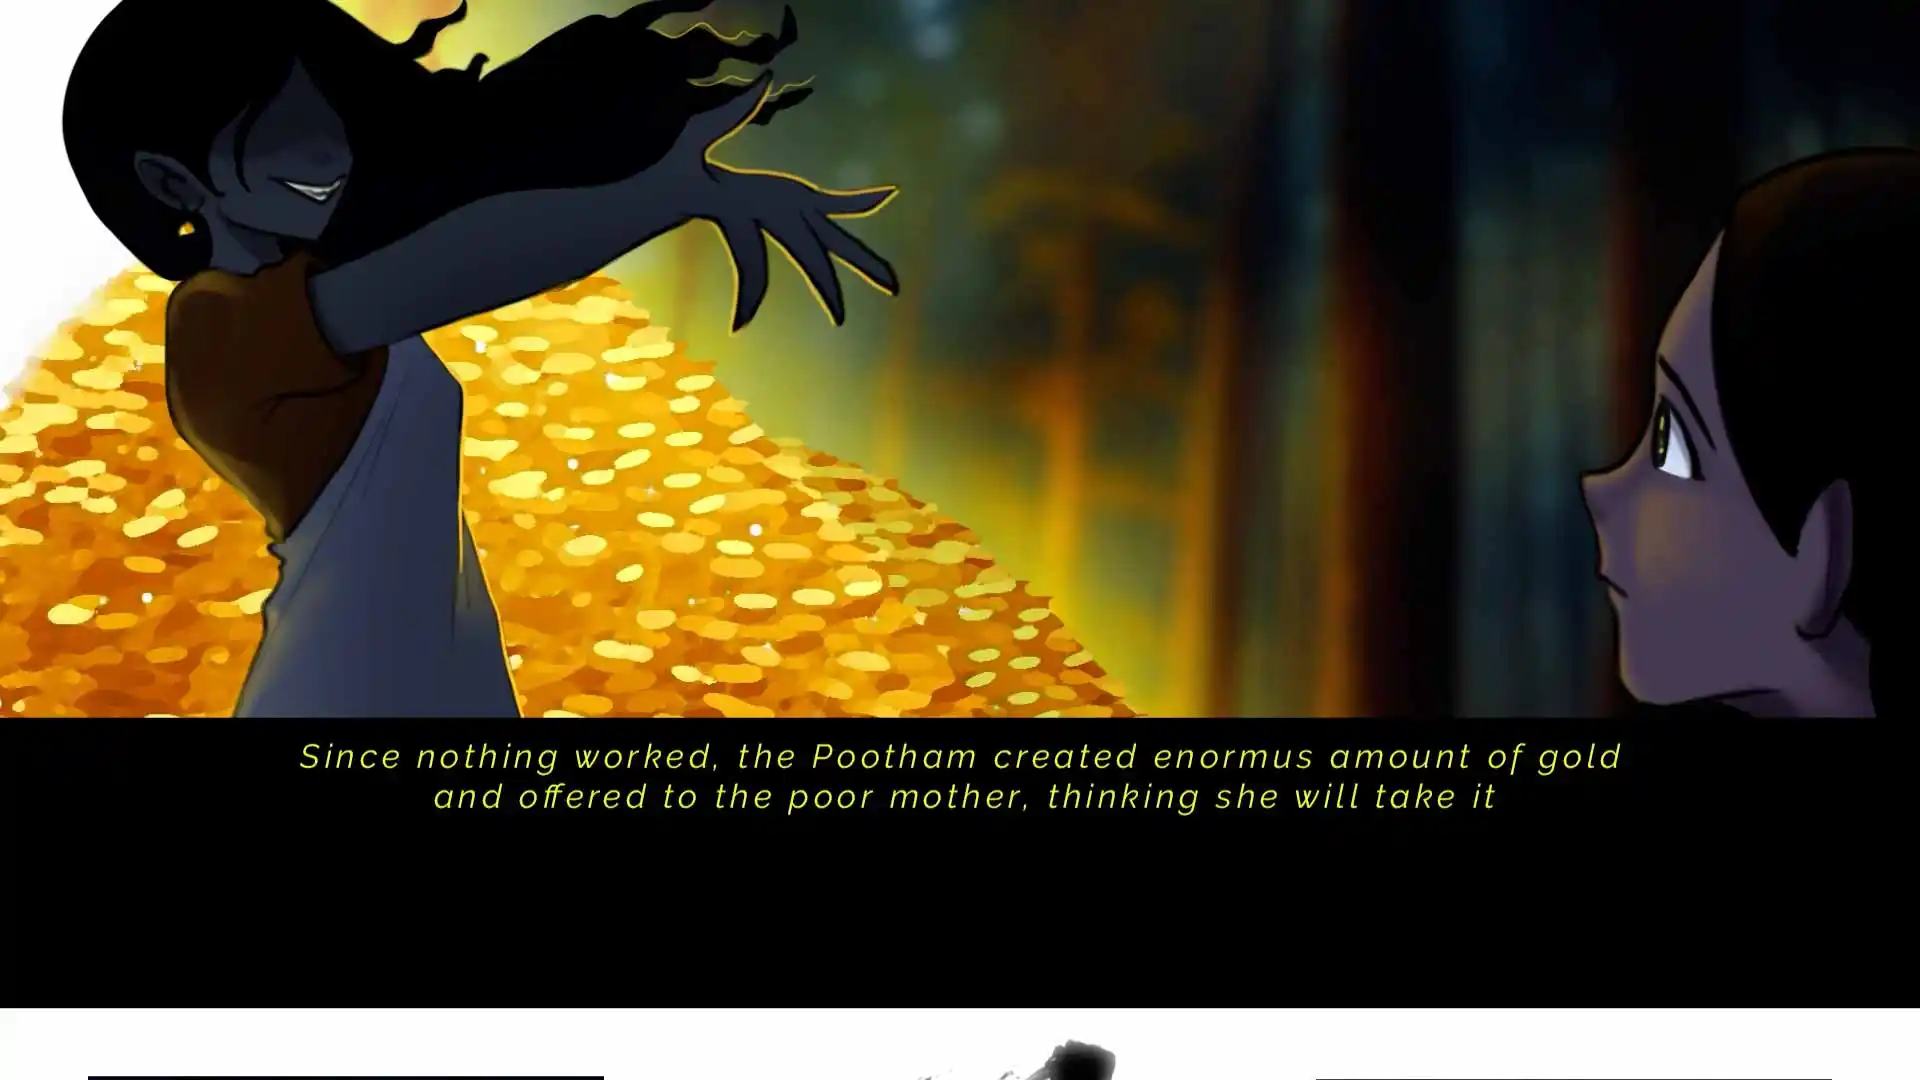 Since nothing worked, the Pootham created enormus amount of gold
and offered to the poor mother, thinking she will take it